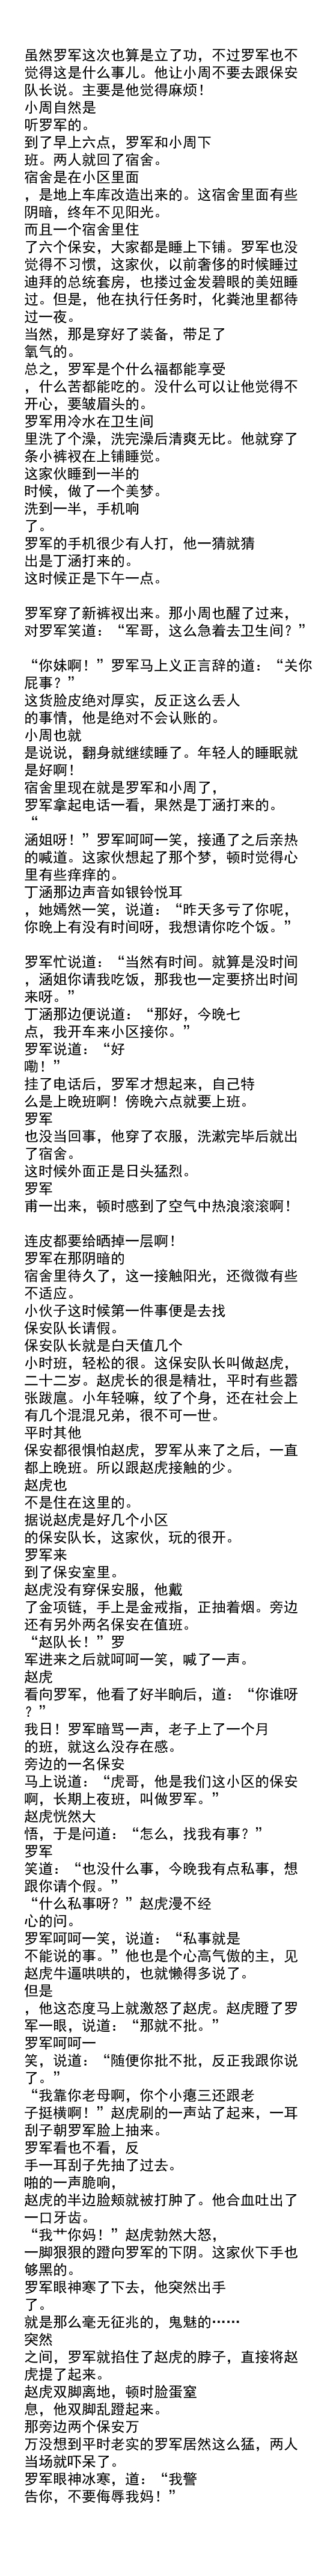 虽然罗军这次也算是立了功，不过罗军也不
觉得这是什么事儿。他让小周不要去跟保安
队长说。主要是他觉得麻烦！
小周自然是
听罗军的。
到了早上六点，罗军和小周下
班。两人就回了宿舍。
宿舍是在小区里面
，是地上车库改造出来的。这宿舍里面有些
阴暗，终年不见阳光。
而且一个宿舍里住
了六个保安，大家都是睡上下铺。罗军也没
觉得不习惯，这家伙，以前奢侈的时候睡过
迪拜的总统套房，也搂过金发碧眼的美妞睡
过。但是，他在执行任务时，化粪池里都待
过一夜。
当然，那是穿好了装备，带足了
氧气的。
总之，罗军是个什么福都能享受
，什么苦都能吃的。没什么可以让他觉得不
开心，要皱眉头的。
罗军用冷水在卫生间
里洗了个澡，洗完澡后清爽无比。他就穿了
条小裤衩在上铺睡觉。
这家伙睡到一半的
时候，做了一个美梦。
洗到一半，手机响
了。
罗军的手机很少有人打，他一猜就猜
出是丁涵打来的。
这时候正是下午一点。
罗军穿了新裤衩出来。那小周也醒了过来，
对罗军笑道：“军哥，这么急着去卫生间？”
“你妹啊！”罗军马上义正言辞的道：“关你
屁事？”
这货脸皮绝对厚实，反正这么丢人
的事情，他是绝对不会认账的。
小周也就
是说说，翻身就继续睡了。年轻人的睡眠就
是好啊！
宿舍里现在就是罗军和小周了，
罗军拿起电话一看，果然是丁涵打来的。
“
涵姐呀！”罗军呵呵一笑，接通了之后亲热
的喊道。这家伙想起了那个梦，顿时觉得心
里有些痒痒的。
丁涵那边声音如银铃悦耳
，她嫣然一笑，说道：“昨天多亏了你呢，
你晚上有没有时间呀，我想请你吃个饭。”
罗军忙说道：“当然有时间。就算是没时间
，涵姐你请我吃饭，那我也一定要挤出时间
来呀。”
丁涵那边便说道：“那好，今晚七
点，我开车来小区接你。”
罗军说道：“好
嘞！”
挂了电话后，罗军才想起来，自己特
么是上晚班啊！傍晚六点就要上班。
罗军
也没当回事，他穿了衣服，洗漱完毕后就出
了宿舍。
这时候外面正是日头猛烈。
罗军
甫一出来，顿时感到了空气中热浪滚滚啊！
连皮都要给晒掉一层啊！
罗军在那阴暗的
宿舍里待久了，这一接触阳光，还微微有些
不适应。
小伙子这时候第一件事便是去找
保安队长请假。
保安队长就是白天值几个
小时班，轻松的很。这保安队长叫做赵虎，
二十二岁。赵虎长的很是精壮，平时有些嚣
张跋扈。小年轻嘛，纹了个身，还在社会上
有几个混混兄弟，很不可一世。
平时其他
保安都很惧怕赵虎，罗军从来了之后，一直
都上晚班。所以跟赵虎接触的少。
赵虎也
不是住在这里的。
据说赵虎是好几个小区
的保安队长，这家伙，玩的很开。
罗军来
到了保安室里。
赵虎没有穿保安服，他戴
了金项链，手上是金戒指，正抽着烟。旁边
还有另外两名保安在值班。
“赵队长！”罗
军进来之后就呵呵一笑，喊了一声。
赵虎
看向罗军，他看了好半晌后，道：“你谁呀
？”
我日！罗军暗骂一声，老子上了一个月
的班，就这么没存在感。
旁边的一名保安
马上说道：“虎哥，他是我们这小区的保安
啊，长期上夜班，叫做罗军。”
赵虎恍然大
悟，于是问道：“怎么，找我有事？”
罗军
笑道：“也没什么事，今晚我有点私事，想
跟你请个假。”
“什么私事呀？”赵虎漫不经
心的问。
罗军呵呵一笑，说道：“私事就是
不能说的事。”他也是个心高气傲的主，见
赵虎牛逼哄哄的，也就懒得多说了。
但是
，他这态度马上就激怒了赵虎。赵虎瞪了罗
军一眼，说道：“那就不批。”
罗军呵呵一
笑，说道：“随便你批不批，反正我跟你说
了。”
“我靠你老母啊，你个小瘪三还跟老
子挺横啊！”赵虎刷的一声站了起来，一耳
刮子朝罗军脸上抽来。
罗军看也不看，反
手一耳刮子先抽了过去。
啪的一声脆响，
赵虎的半边脸颊就被打肿了。他合血吐出了
一口牙齿。
“我艹你妈！”赵虎勃然大怒，
一脚狠狠的蹬向罗军的下阴。这家伙下手也
够黑的。
罗军眼神寒了下去，他突然出手
了。
就是那么毫无征兆的，鬼魅的……
突然
之间，罗军就掐住了赵虎的脖子，直接将赵
虎提了起来。
赵虎双脚离地，顿时脸蛋窒
息，他双脚乱蹬起来。
那旁边两个保安万
万没想到平时老实的罗军居然这么猛，两人
当场就吓呆了。
罗军眼神冰寒，道：“我警
告你，不要侮辱我妈！”